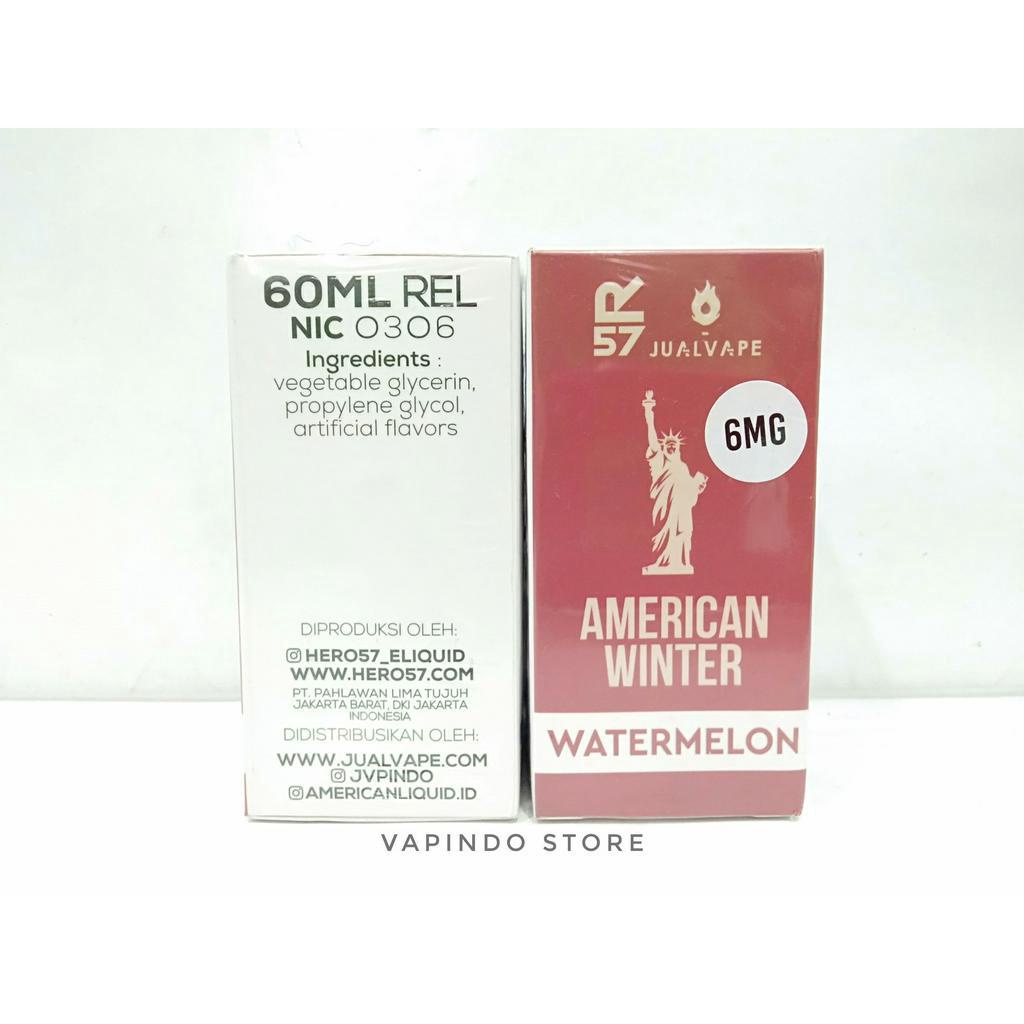 60ML REL
NIC 0306
Ingredients :
vegetable glycerin,
propylene glycol,
artificial flavors
DIPRODUKSI OLEH:
HERO57_ELIQUID
WWW.HERO57.COM
PT. PAHLAWAN LIMA TUJUH
JAKARTA BARAT, DKI JAKARTA
INDONESIA
DIDISTRIBUSIKAN OLEH:
WWW.JUALVAPE.COM
JVPINDO
AMERICANLIQUID.ID
R
57
JUALVAPE
6MG
AMERICAN
WINTER
WATERMELON
VAPINDO STORE